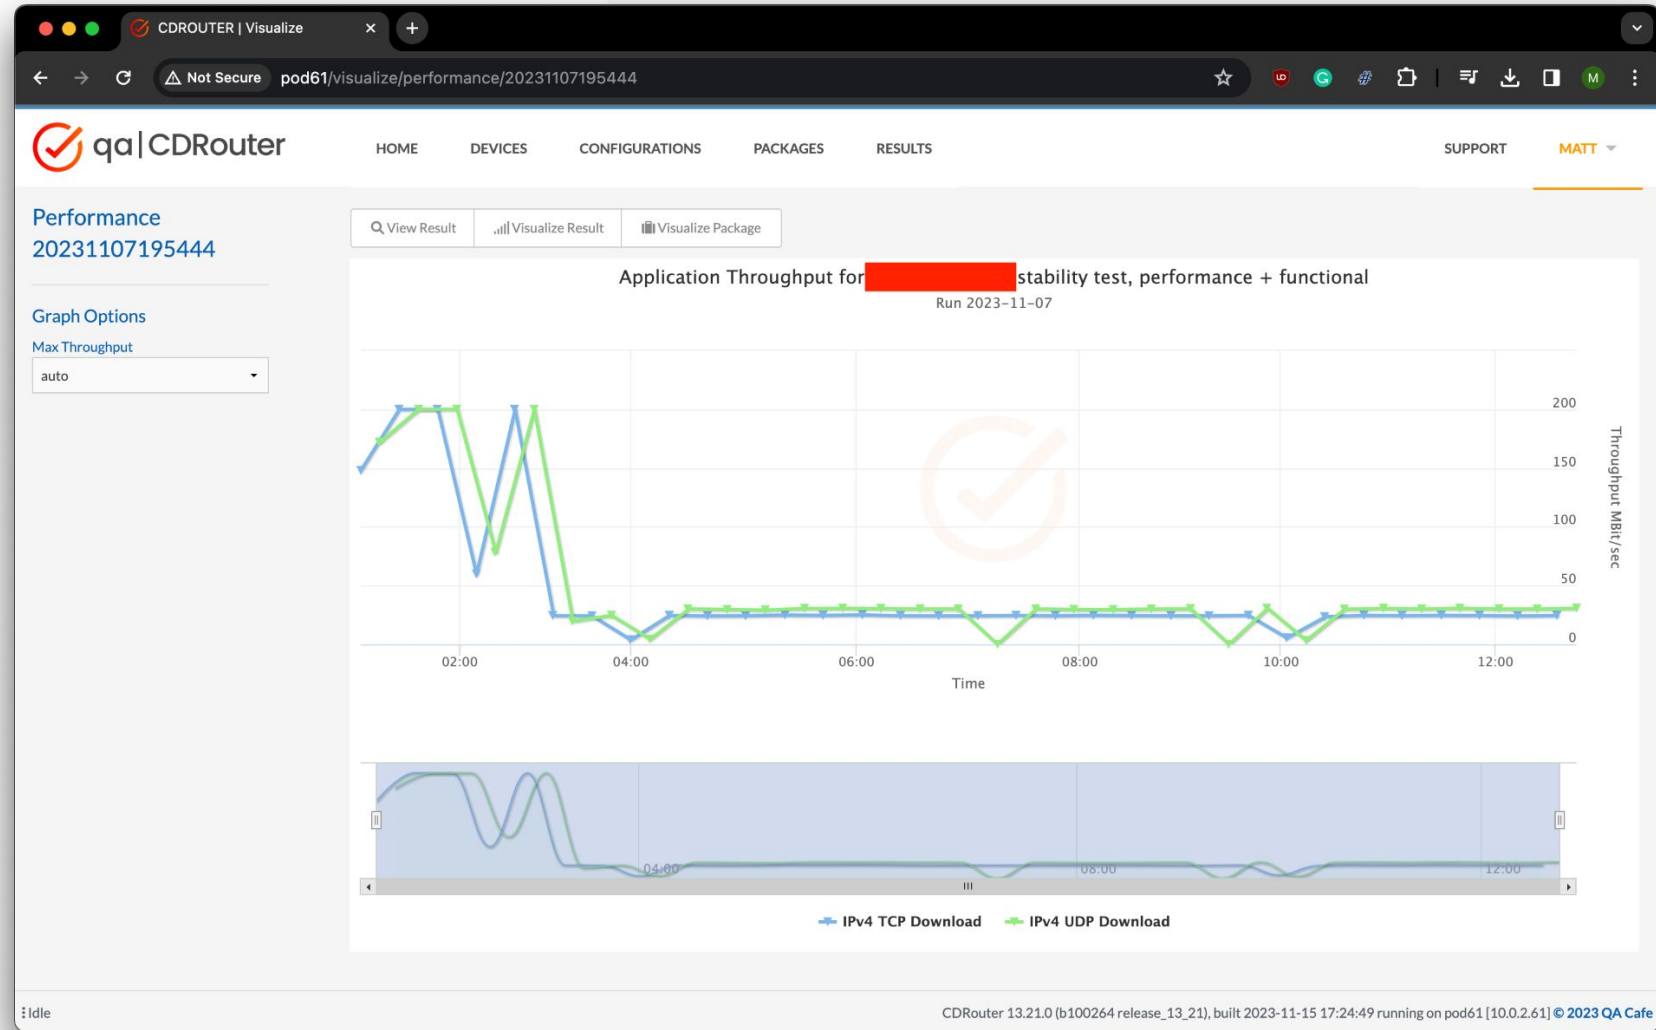 CDROUTER | Visualize
Not Secure pod61/visualize/performance/20231107195444
M
qa|CDRouter
HOME DEVICES CONFIGURATIONS PACKAGES RESULTS SUPPORT MATT
Performance
20231107195444
Graph Options
Max Throughput
auto
View Result Visualize Result Visualize Package
Application Throughput for stability test, performance + functional
Run 2023-11-07
200
150
100
50
0
Throughput MBit/sec
02:00 04:00 06:00 08:00 10:00 12:00
Time
04:00 08:00 12:00
IPv4 TCP Download IPv4 UDP Download
Idle
CDRouter 13.21.0 (b100264 release_13_21), built 2023-11-15 17:24:49 running on pod61 [10.0.2.61] © 2023 QA Cafe